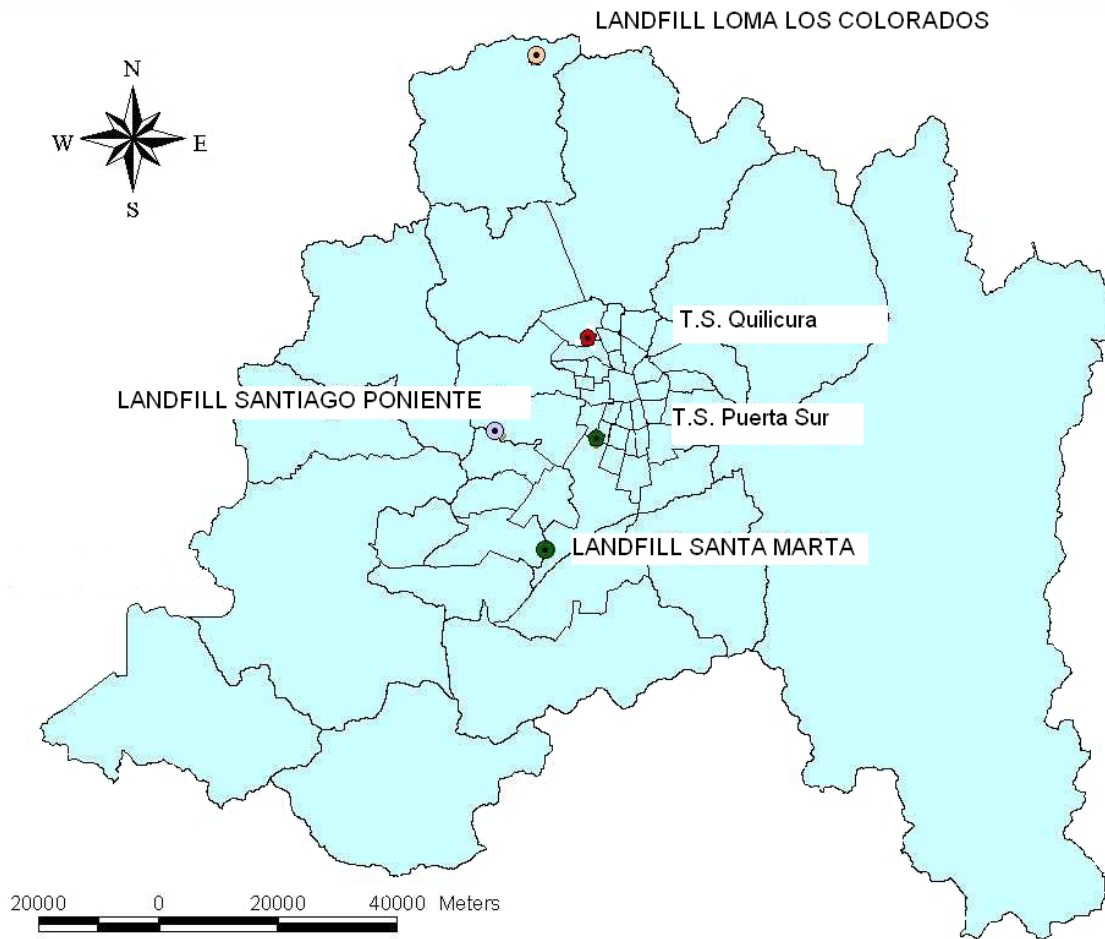 LANDFILL LOMA LOS COLORADOS
N
W E
S
T.S. Quilicura
LANDFILL SANTIAGO PONIENTE
T.S. Puerta Sur
LANDFILL SANTA MARTA
20000 0 20000 40000 Meters